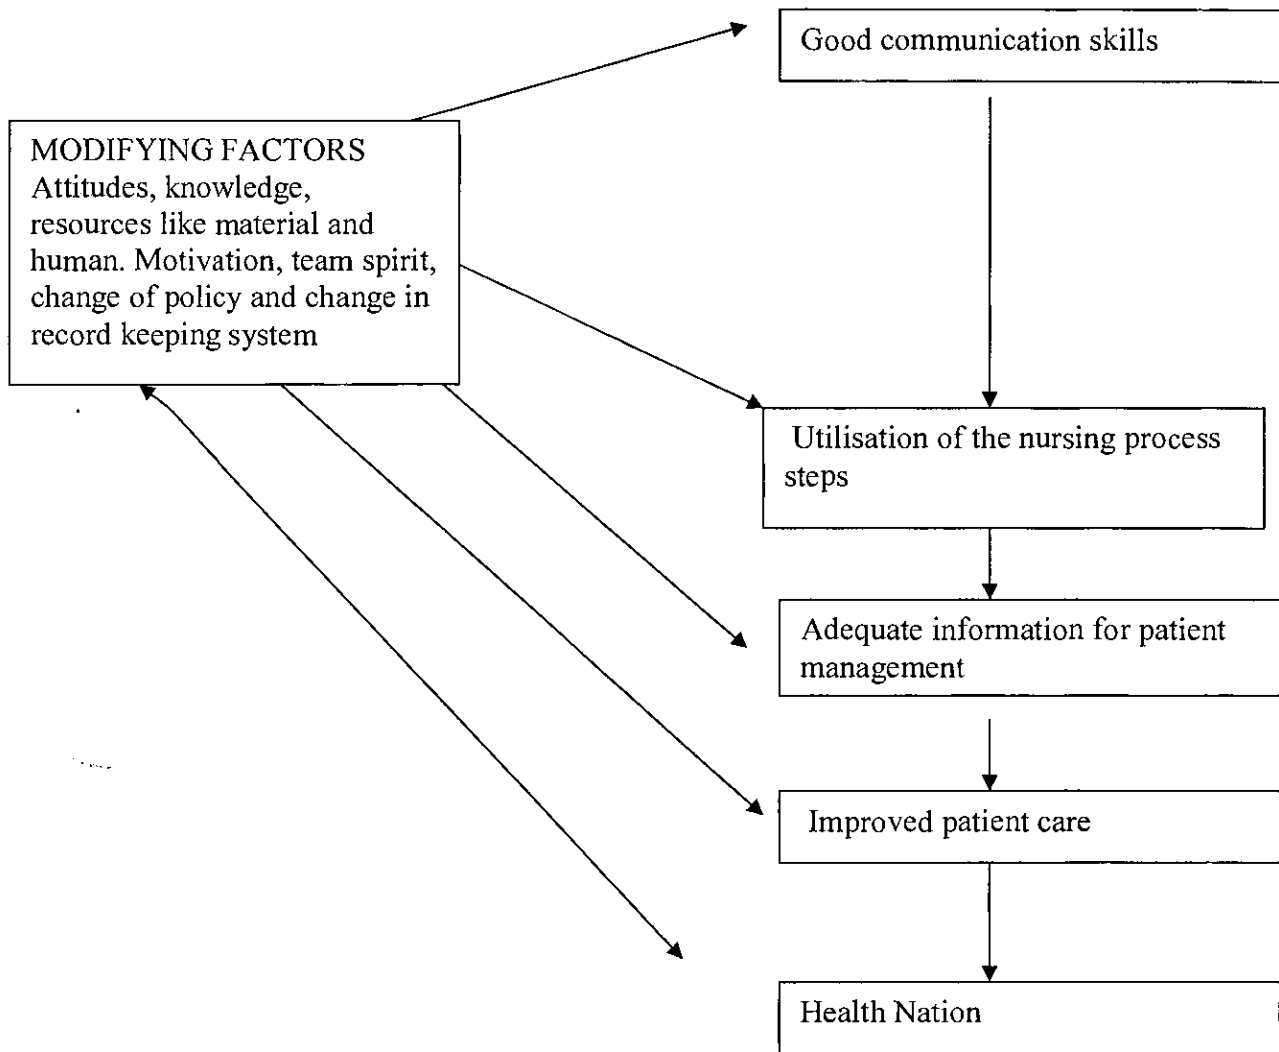 Good communication skills
MODIFYING FACTORS
Attitudes, knowledge,
resources like material and
human. Motivation, team spirit,
change of policy and change in
record keeping system
Utilisation of the nursing process
steps
Adequate information for patient
management
Improved patient care
Health Nation